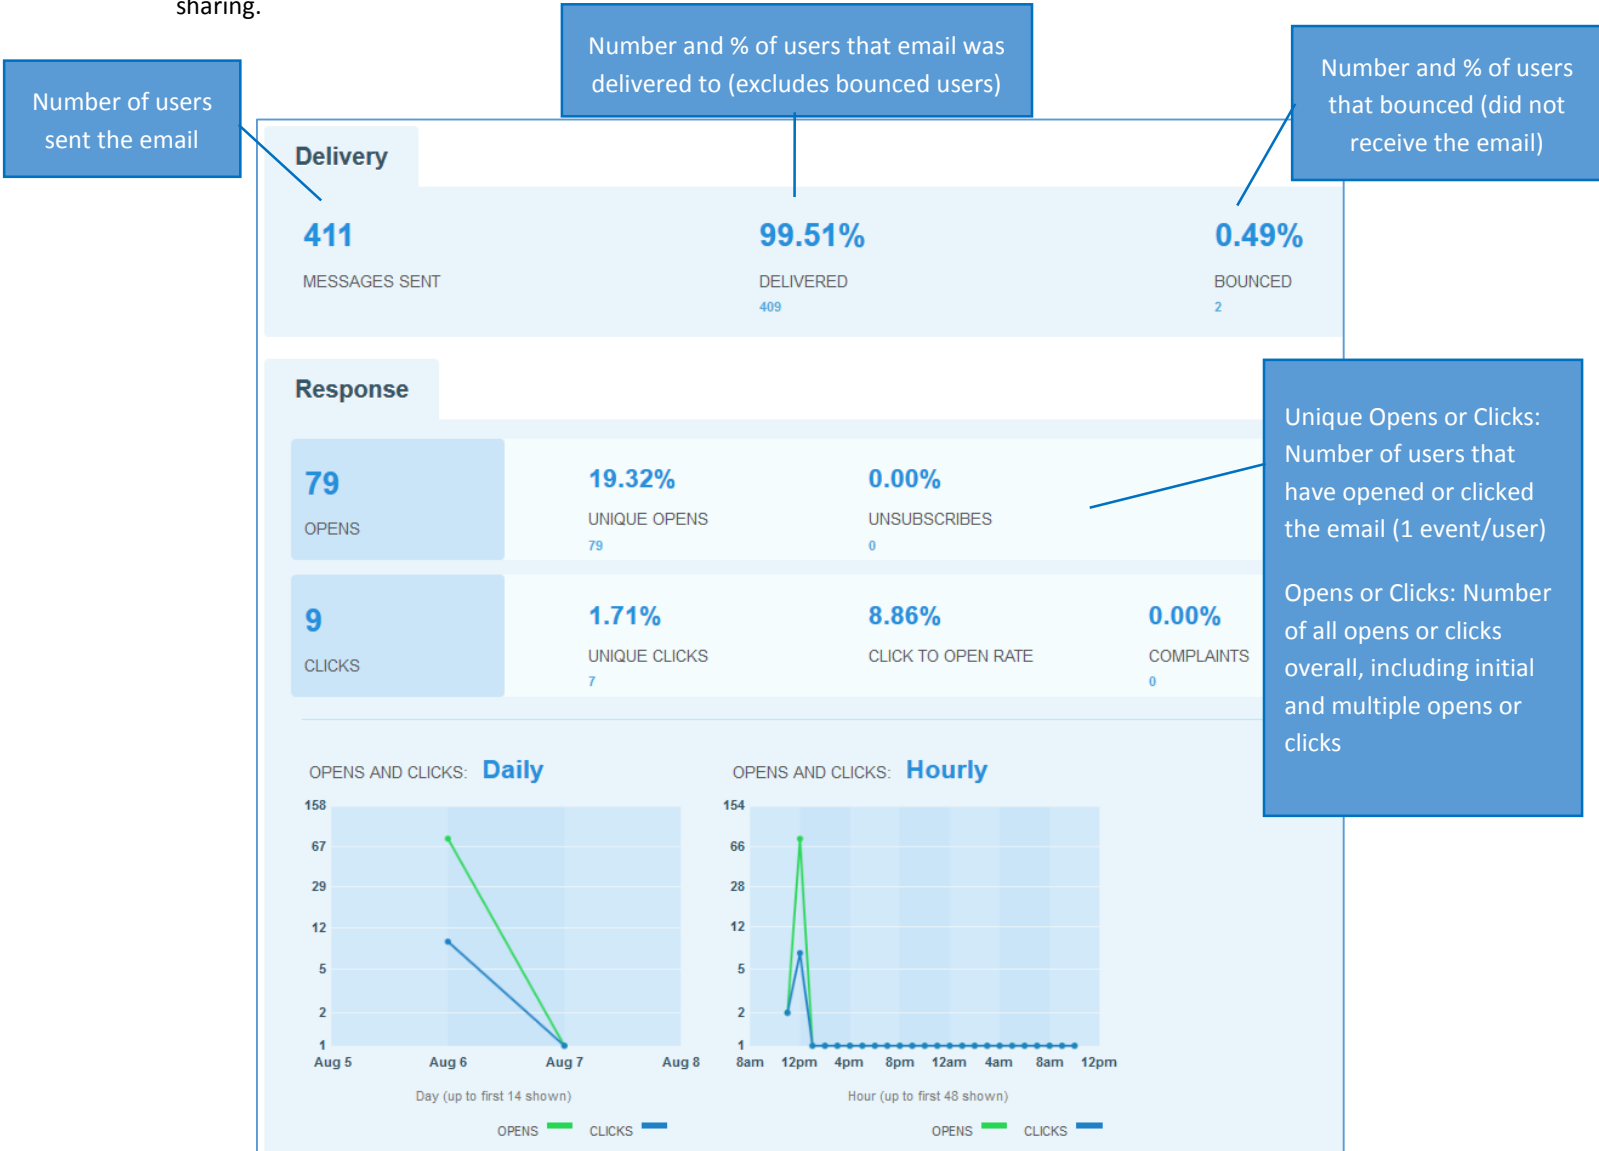 sharing.
Number of users
sent the email
Number and % of users that email was
delivered to (excludes bounced users)
Number and % of users
that bounced (did not
receive the email)
Delivery
411
MESSAGES SENT
99.51%
DELIVERED
409
0.49%
BOUNCED
2
Response
79
OPENS
19.32%
UNIQUE OPENS
79
0.00%
UNSUBSCRIBES
0
9
CLICKS
1.71%
UNIQUE CLICKS
7
8.86%
CLICK TO OPEN RATE
0.00%
COMPLAINTS
0
Unique Opens or Clicks:
Number of users that
have opened or clicked
the email (1 event/user)
Opens or Clicks: Number
of all opens or clicks
overall, including initial
and multiple opens or
clicks
OPENS AND CLICKS: Daily
158
67
29
12
5
2
1
Aug 5 Aug 6 Aug 7 Aug 8
Day (up to first 14 shown)
OPENS CLICKS
OPENS AND CLICKS: Hourly
154
66
28
12
5
2
1
8am 12pm 4pm 8pm 12am 4am 8am 12pm
Hour (up to first 48 shown)
OPENS CLICKS